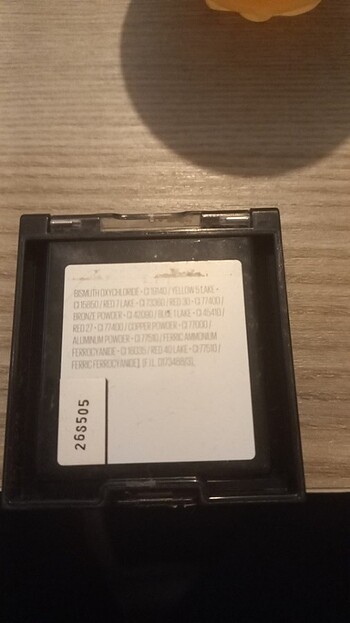 BISMUTH OXYCHLORIDE • CI 19140 / YELLOW 5 LAKE •
CI 15850 / RED 7 LAKE • CI 73360 / RED 30 • CI 77400 /
BRONZE POWDER • CI 42090 / BLUE 1 LAKE • CI 45410 /
RED 27 • CI 77400 / COPPER POWDER • CI 77000 /
ALUMINUM POWDER • CI 77510 / FERRIC AMMONIUM
FERROCYANIDE • CI 16035 / RED 40 LAKE • CI 77510 /
FERRIC FERROCYANIDE]. (F.I.L.
268505